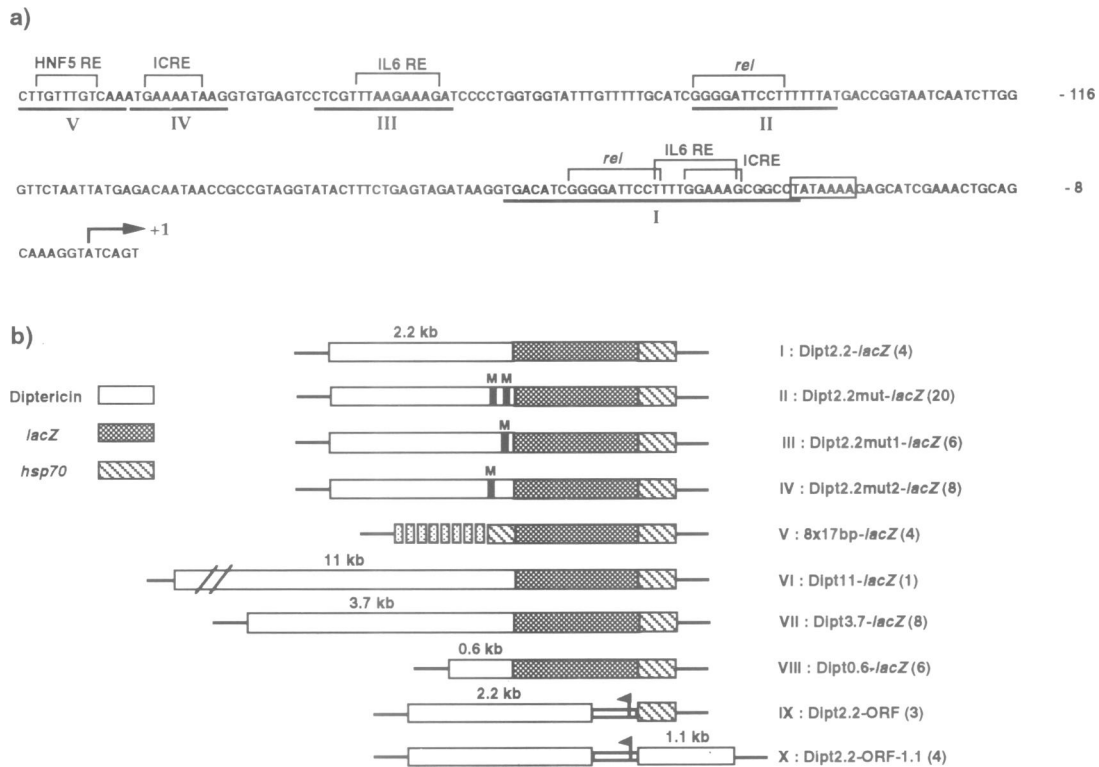 a)
HNF5 RE ICRE IL6 RE rel
CTTGTTTGTCAAATGAAAATAAGGTGTGAGTCCTCGTTTAAGAAAGATCCCCTGGTGGTATTTGTTTTTGCATCGGGGATTCCTTTTTTATGACCGGTAATCAATCTTGG - 116
V IV III II
rel IL6 RE ICRE
GTTCTAATTATGAGACAATAACCGCCGTAGGTATACTTTCTGAGTAGATAAGGTGACATCGGGGATTCCTTTTGGAAAGCGGCCTATAAAAGAGCATCGAAACTGCAG - 8
I
+1
CAAAGGTATCAGT
b)
2.2 kb
I : Dipt2.2-lacZ (4)
Diptericin
M M
II : Dipt2.2mut-lacZ (20)
lacZ
M
III : Dipt2.2mut1-lacZ (6)
hsp70
M
IV : Dipt2.2mut2-lacZ (8)
V : 8x17bp-lacZ (4)
11 kb
VI : Dipt11-lacZ (1)
3.7 kb
VII : Dipt3.7-lacZ (8)
0.6 kb
VIII : Dipt0.6-lacZ (6)
2.2 kb
IX : Dipt2.2-ORF (3)
2.2 kb 1.1 kb
X : Dipt2.2-ORF-1.1 (4)